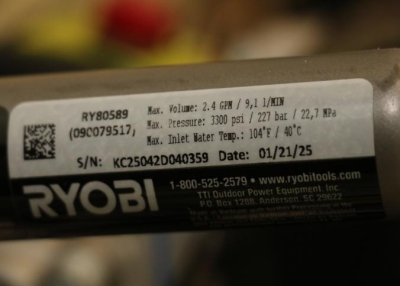 RY80589
(090079517)
Max. Volume: 2.4 GPM / 9,1 l/MIN
Max. Pressure: 3300 psi / 227 bar / 22,7 MPa
Max. Inlet Water Temp.: 104°F / 40°C
S/N: KC25042D040359 Date: 01/21/25
RYOBI
1-800-525-2579 • www.ryobitools.com
TTI Outdoor Power Equipment, Inc.
P.O. Box 1288, Anderson, SC 29622